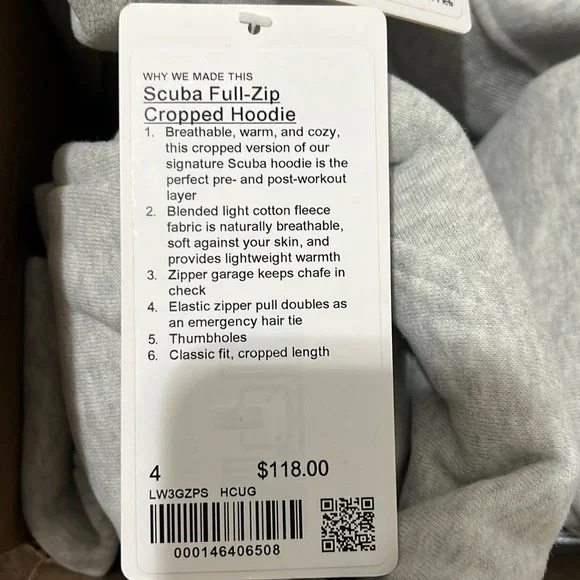 WHY WE MADE THIS
Scuba Full-Zip
Cropped Hoodie
1. Breathable, warm, and cozy,
this cropped version of our
signature Scuba hoodie is the
perfect pre- and post-workout
layer
2. Blended light cotton fleece
fabric is naturally breathable,
soft against your skin, and
provides lightweight warmth
3. Zipper garage keeps chafe in
check
4. Elastic zipper pull doubles as
an emergency hair tie
5. Thumbholes
6. Classic fit, cropped length
4 $118.00
LW3GZPS HCUG
000146406508